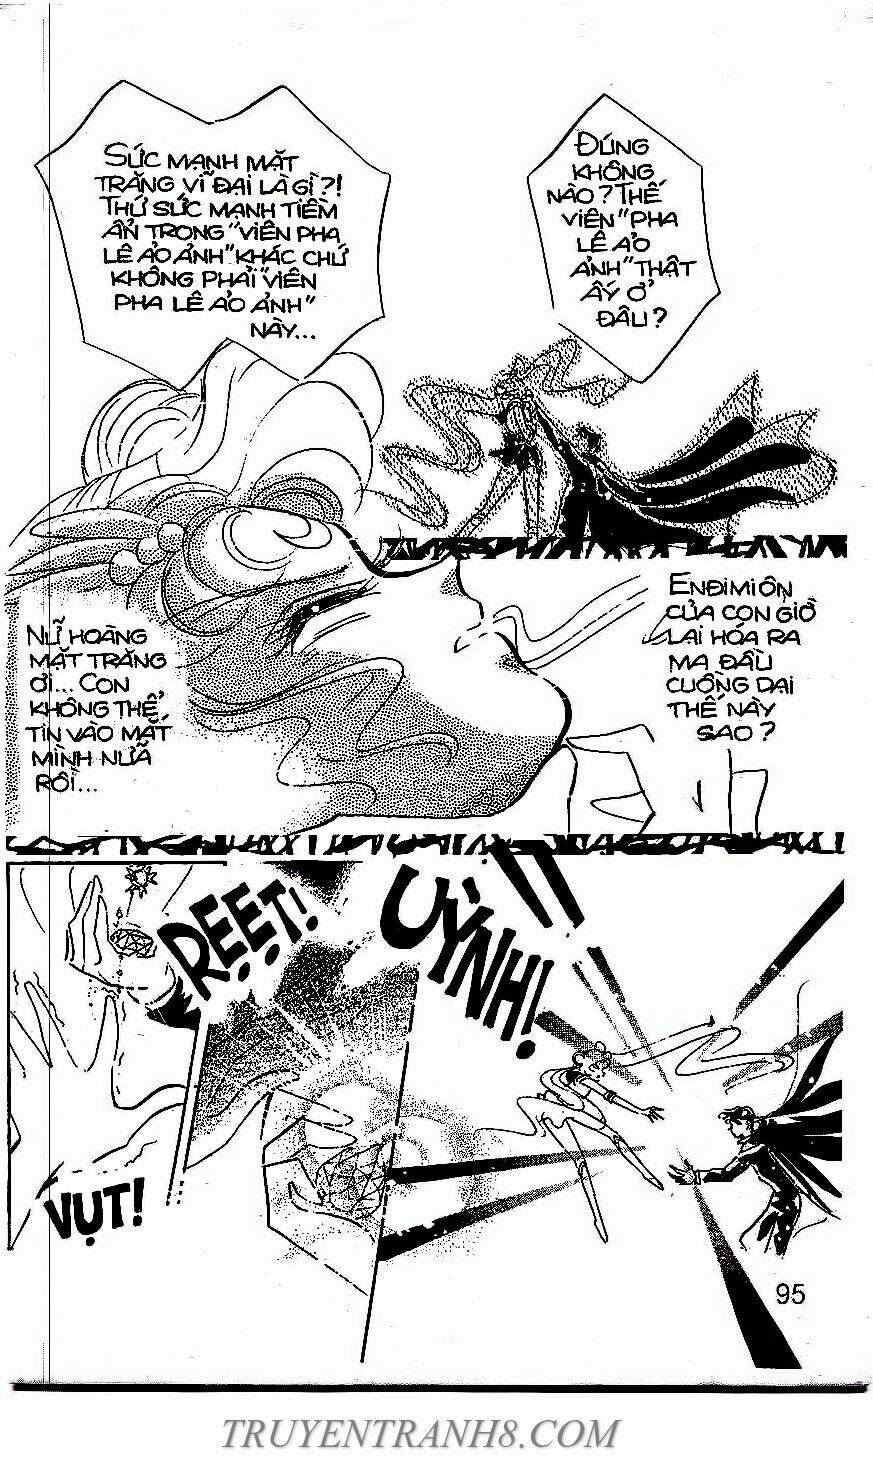 SỨC MẠNH MẶT
TRĂNG VĨ ĐẠI LÀ GÌ?!
THỨ SỨC MẠNH TIỀM
ẨN TRONG "VIÊN PHA
LÊ ẢO ẢNH" KHÁC CHỨ
KHÔNG PHẢI "VIÊN
PHA LÊ ẢO ẢNH"
NÀY...
ĐÚNG
KHÔNG
NÀO? THẾ
VIÊN "PHA
LÊ ẢO
ẢNH" THẬT
ẤY Ở
ĐÂU?
NỮ HOÀNG
MẶT TRĂNG
ƠI... CON
KHÔNG THỂ
TIN VÀO MẮT
MÌNH NỮA
RỒI...
ENĐIMIÔN
CỦA CON GIỜ
LẠI HÓA RA
MA ĐẦU
CUỒNG DẠI
THẾ NÀY
SAO?
RẸẸT!
UỲNH!
VỤT!
95
TRUYENTRANH8.COM